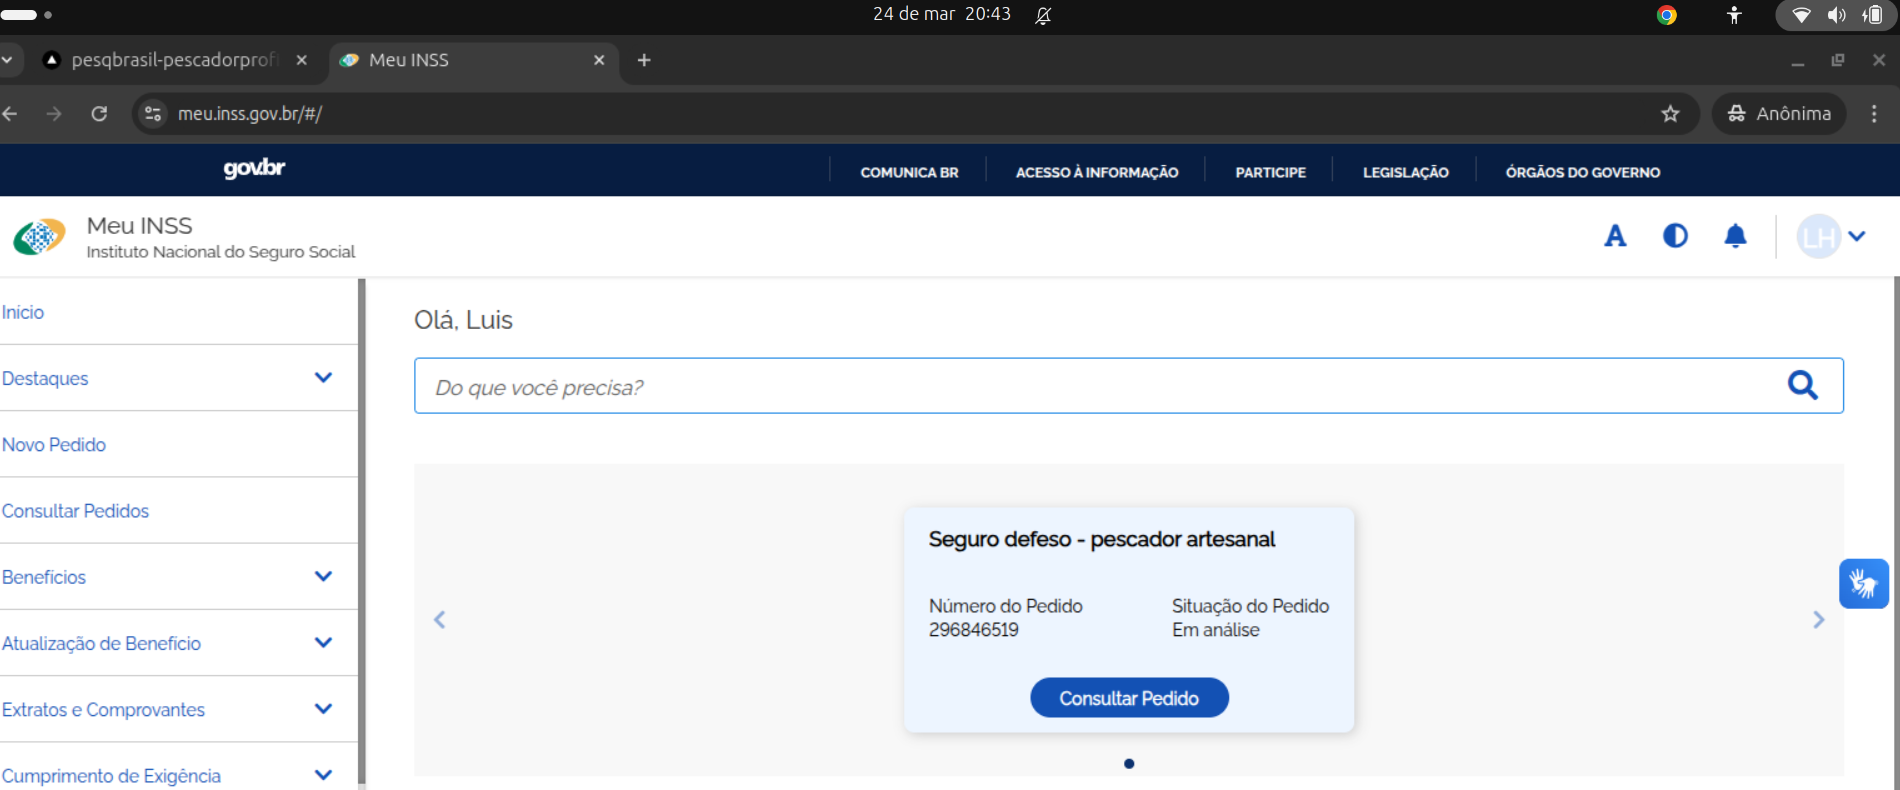 24 de mar 20:43
pesqbrasil-pescadorprof
Meu INSS
meu.inss.gov.br/#/
Anônima
gov.br
COMUNICA BR
ACESSO À INFORMAÇÃO
PARTICIPE
LEGISLAÇÃO
ÓRGÃOS DO GOVERNO
Meu INSS
Instituto Nacional do Seguro Social
A
LH
Início
Destaques
Novo Pedido
Consultar Pedidos
Benefícios
Atualização de Benefício
Extratos e Comprovantes
Cumprimento de Exigência
Olá, Luis
Do que você precisa?
Seguro defeso - pescador artesanal
Número do Pedido
296846519
Situação do Pedido
Em análise
Consultar Pedido